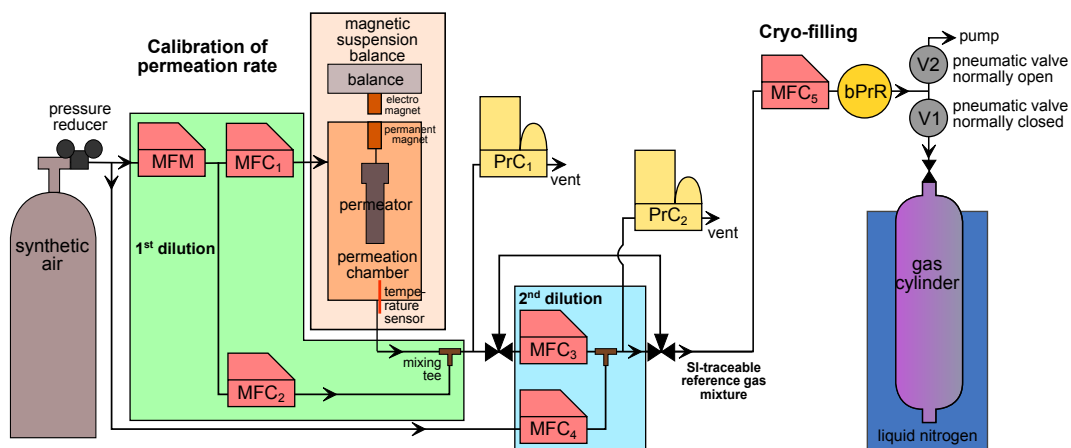 Calibration of
permeation rate
magnetic
suspension
balance
balance
electro
magnet
permanent
magnet
permeator
permeation
chamber
tempe-
rature
sensor
pressure
reducer
MFM
MFC1
1st dilution
synthetic
air
MFC2
mixing
tee
PrC1
vent
PrC2
vent
2nd dilution
MFC3
MFC4
SI-traceable
reference gas
mixture
Cryo-filling
MFC5
bPrR
pump
V2
pneumatic valve
normally open
V1
pneumatic valve
normally closed
gas
cylinder
liquid nitrogen